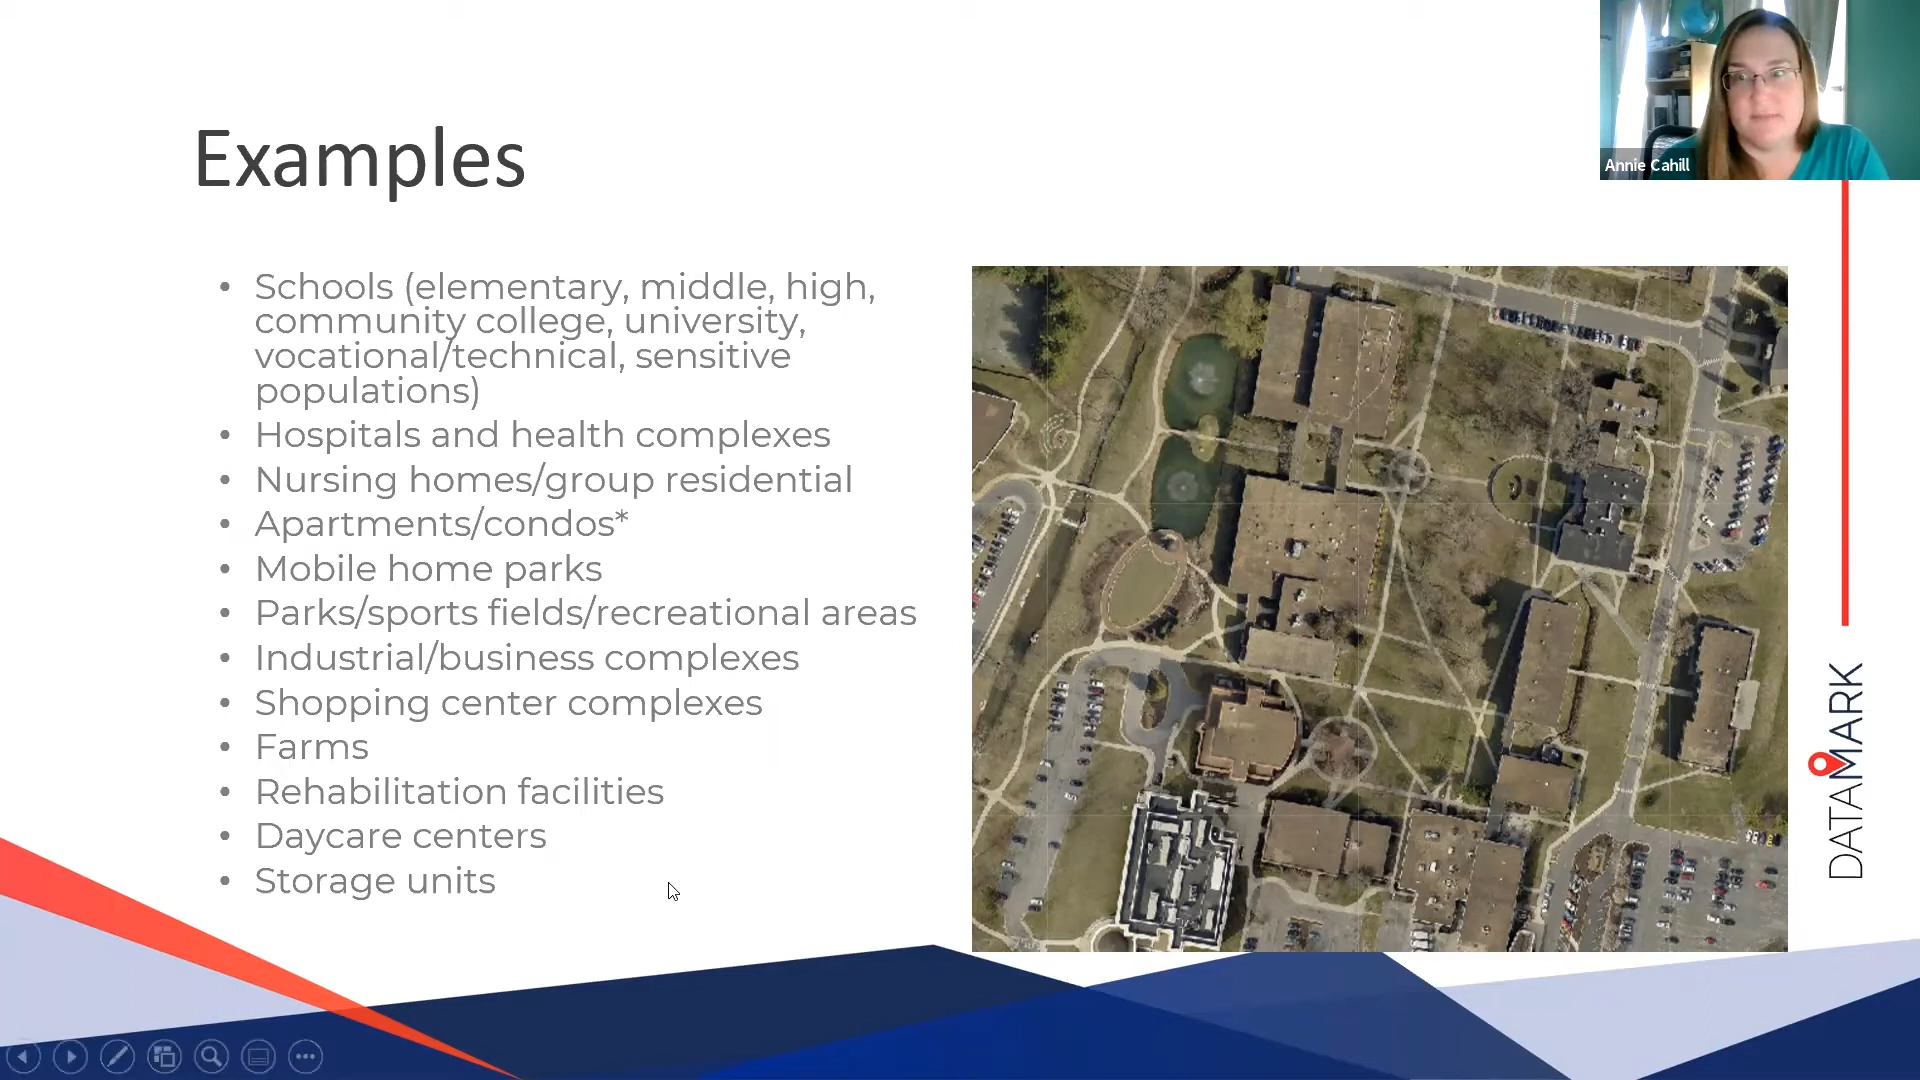 Annie Cahill
Examples
• Schools (elementary, middle, high,
community college, university,
vocational/technical, sensitive
populations)
• Hospitals and health complexes
• Nursing homes/group residential
• Apartments/condos*
• Mobile home parks
• Parks/sports fields/recreational areas
• Industrial/business complexes
• Shopping center complexes
• Farms
• Rehabilitation facilities
• Daycare centers
• Storage units
DATAMARK